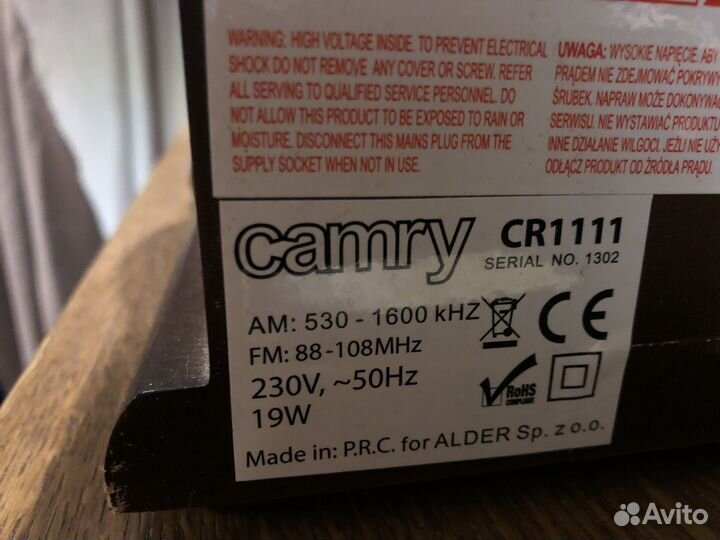 WARNING: HIGH VOLTAGE INSIDE. TO PREVENT ELECTRICAL
SHOCK DO NOT REMOVE ANY COVER OR SCREW. REFER
ALL SERVING TO QUALIFIED SERVICE PERSONNEL. DO
NOT ALLOW THIS PRODUCT TO BE EXPOSED TO RAIN OR
MOISTURE. DISCONNECT THIS MAINS PLUG FROM THE
SUPPLY SOCKET WHEN NOT IN USE.
UWAGA: WYSOKIE NAPIĘCIE. ABY
PRĄDEM NIE ZDEJMOWAĆ POKRYWY
ŚRUBEK. NAPRAW MOŻE DOKONYWAĆ
SERWISU. NIE WYSTAWIAĆ PRODUKTU
INNE DZIAŁANIE WILGOCI. JEŻLI NIE UŻY
ODŁĄCZ PRODUKT OD ŹRÓDŁA PRĄDU.
camry CR1111
SERIAL NO. 1302
AM: 530 - 1600 kHZ
FM: 88-108MHz
230V, ~50Hz
19W
CE
RoHS
COMPLIANT
Made in: P.R.C. for ALDER Sp. z o.o.
Avito